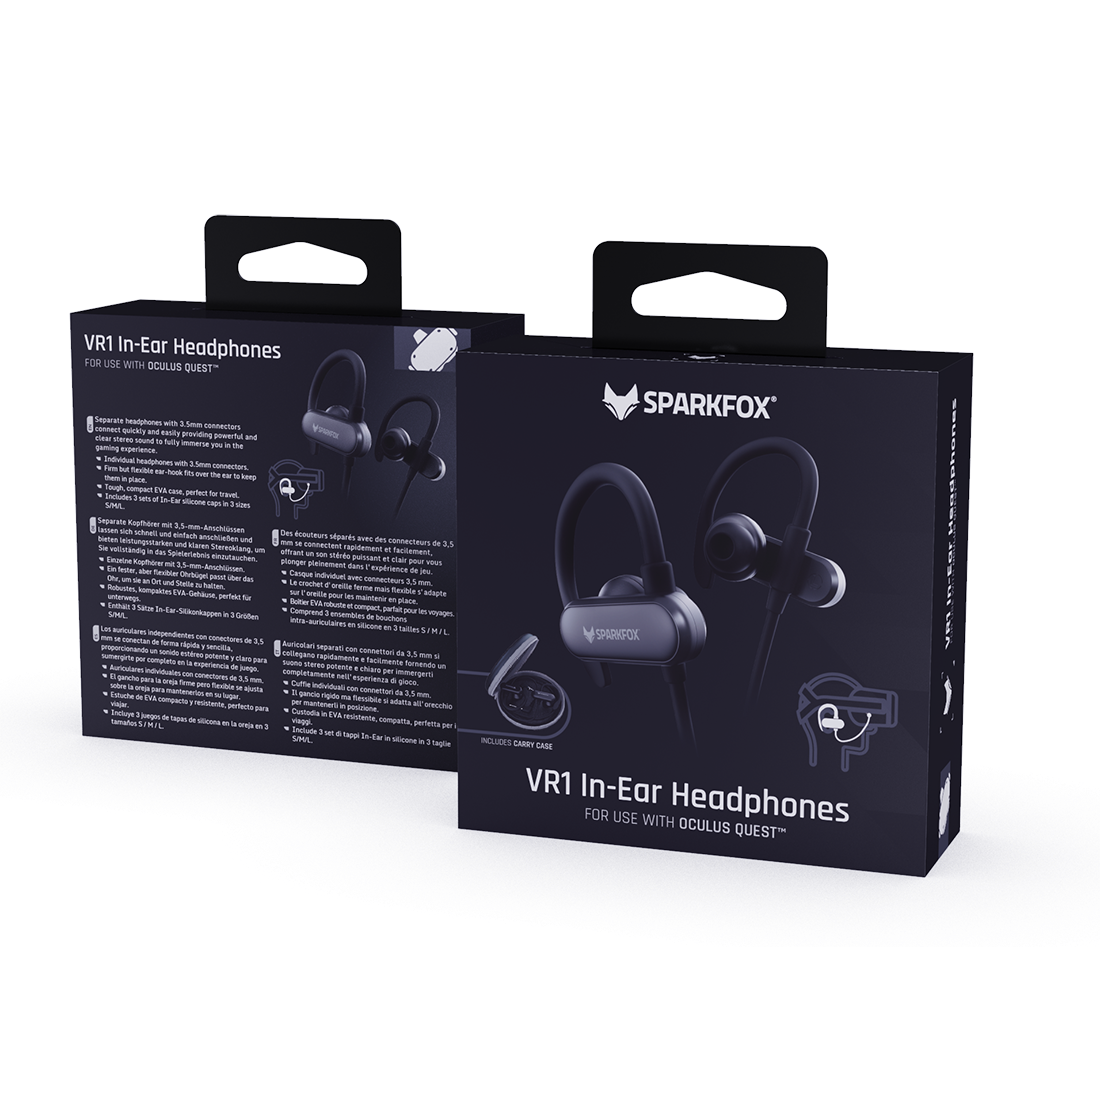 VR1 In-Ear Headphones
FOR USE WITH OCULUS QUEST™
Separate headphones with 3.5mm connectors
connect quickly and easily providing powerful and
clear stereo sound to fully immerse you in the
gaming experience.
Individual headphones with 3.5mm connectors.
Firm but flexible ear-hook fits over the ear to keep
them in place.
Tough, compact EVA case, perfect for travel.
Includes 3 sets of In-Ear silicone caps in 3 sizes
S/M/L.
Separate Kopfhörer mit 3,5-mm-Anschlüssen
lassen sich schnell und einfach anschließen und
bieten leistungsstarken und klaren Stereoklang, um
Sie vollständig in das Spielerlebnis einzutauchen.
Einzelne Kopfhörer mit 3,5-mm-Anschlüssen.
Ein fester, aber flexibler Ohrbügel passt über das
Ohr, um sie an Ort und Stelle zu halten.
Robustes, kompaktes EVA-Gehäuse, perfekt für
unterwegs.
Enthält 3 Sätze In-Ear-Silikonkappen in 3 Größen
S/M/L.
Los auriculares independientes con conectores de 3,5
mm se conectan de forma rápida y sencilla,
proporcionando un sonido estéreo potente y claro para
sumergirte por completo en la experiencia de juego.
Auriculares individuales con conectores de 3,5 mm.
El gancho para la oreja firme pero flexible se ajusta
sobre la oreja para mantenerlos en su lugar.
Estuche de EVA compacto y resistente, perfecto para
viajar.
Incluye 3 juegos de tapas de silicona en la oreja en 3
tamaños S / M / L.
Des écouteurs séparés avec des connecteurs de 3,5
mm se connectent rapidement et facilement,
offrant un son stéréo puissant et clair pour vous
plonger pleinement dans l'expérience de jeu.
Casque individuel avec connecteurs 3,5 mm.
Le crochet d'oreille ferme mais flexible s'adapte
sur l'oreille pour les maintenir en place.
Boîtier EVA robuste et compact, parfait pour les voyages.
Comprend 3 ensembles de bouchons
intra-auriculaires en silicone en 3 tailles S / M / L.
Auricolari separati con connettori da 3,5 mm si
collegano rapidamente e facilmente fornendo un
suono stereo potente e chiaro per immergerti
completamente nell'esperienza di gioco.
Cuffie individuali con connettori da 3,5 mm.
Il gancio rigido ma flessibile si adatta all'orecchio
per mantenerli in posizione.
Custodia in EVA resistente, compatta, perfetta per i
viaggi.
Include 3 set di tappi In-Ear in silicone in 3 taglie
S/M/L.
SPARKFOX
SPARKFOX®
SPARKFOX
INCLUDES CARRY CASE
VR1 In-Ear Headphones
FOR USE WITH OCULUS QUEST™
VR1 In-Ear Headphones